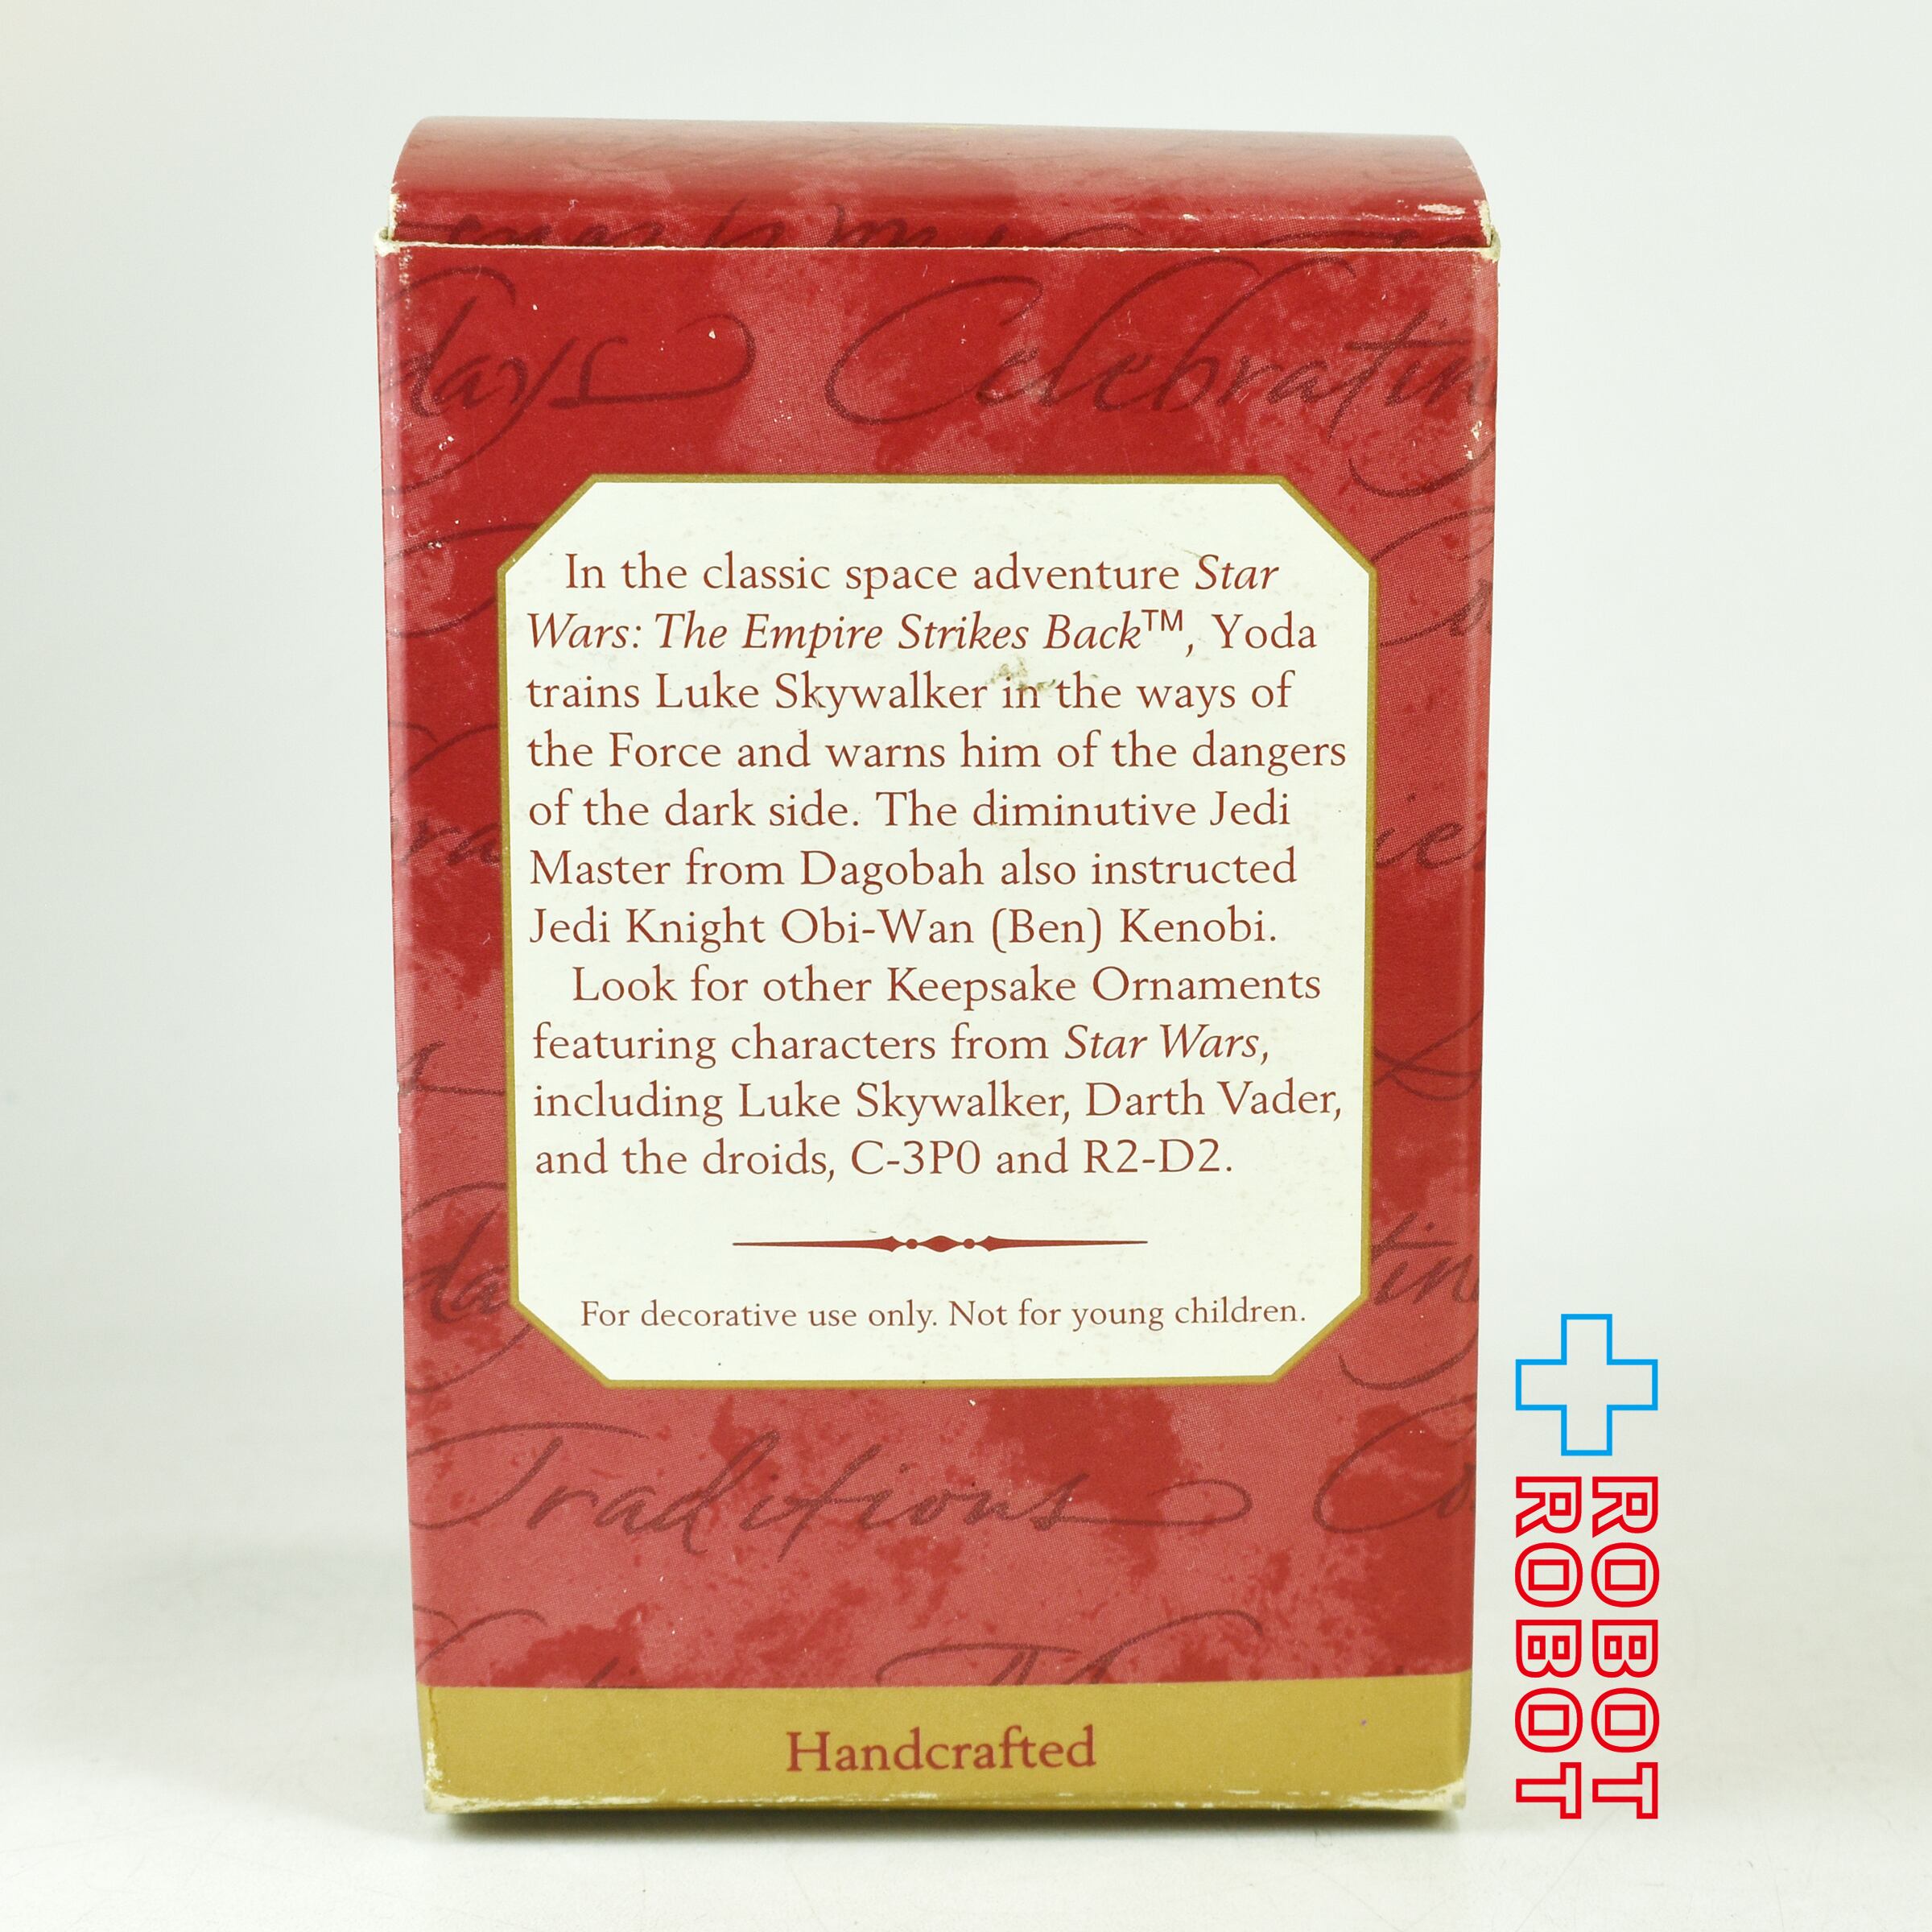 days Celebratin
In the classic space adventure Star
Wars: The Empire Strikes Back™, Yoda
trains Luke Skywalker in the ways of
the Force and warns him of the dangers
of the dark side. The diminutive Jedi
Master from Dagobah also instructed
Jedi Knight Obi-Wan (Ben) Kenobi.
Look for other Keepsake Ornaments
featuring characters from Star Wars,
including Luke Skywalker, Darth Vader,
and the droids, C-3P0 and R2-D2.
For decorative use only. Not for young children.
Traditions Co
Handcrafted
ROBOT
ROBOT